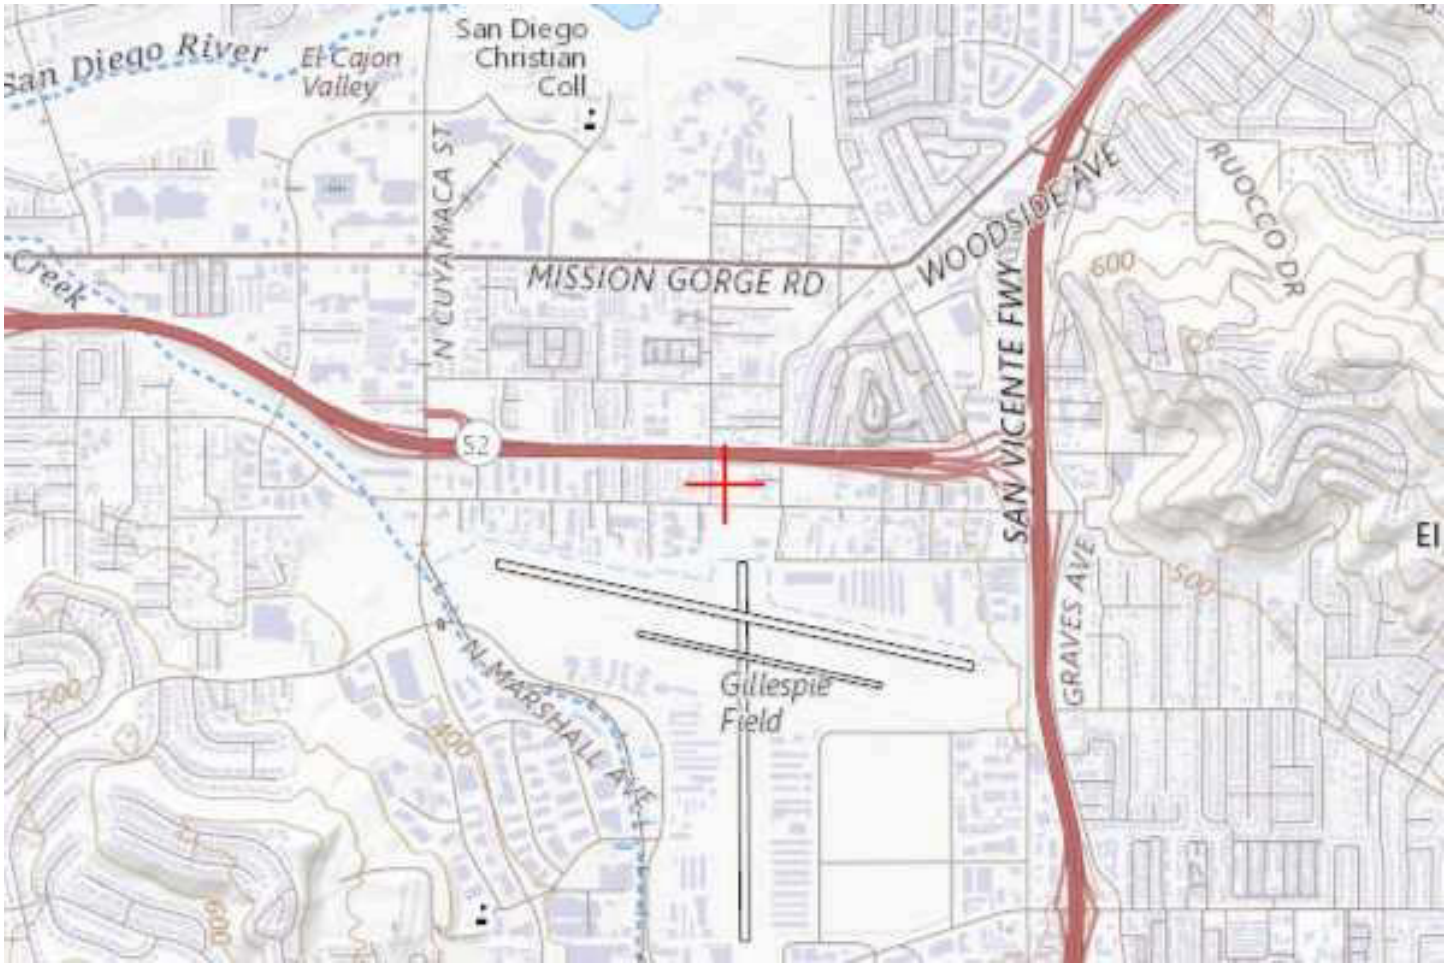 San Diego River
El Cajon
Valley
San Diego
Christian
Coll
N CUYAMACA ST
WOODSIDE AVE
RUOCCO DR
Creek
MISSION GORGE RD
600
SAN VICENTE FWY
52
EI
500
GRAVES AVE
500
N MARSHALL AVE
Gillespie
Field
400
600